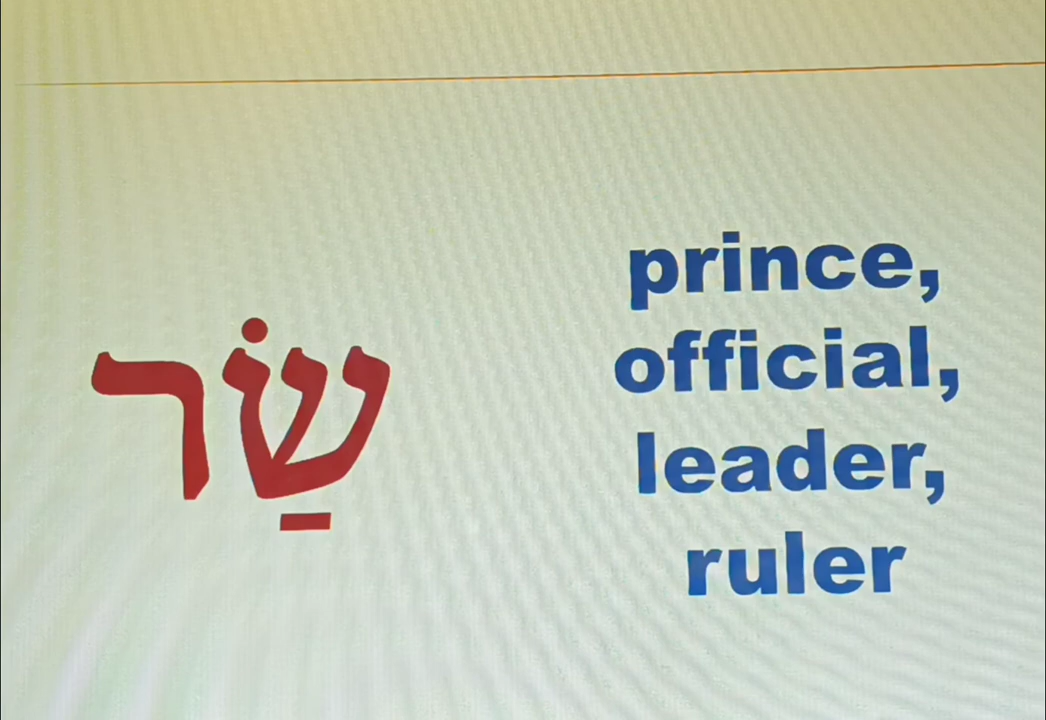 שַׂר
prince,
official,
leader,
ruler